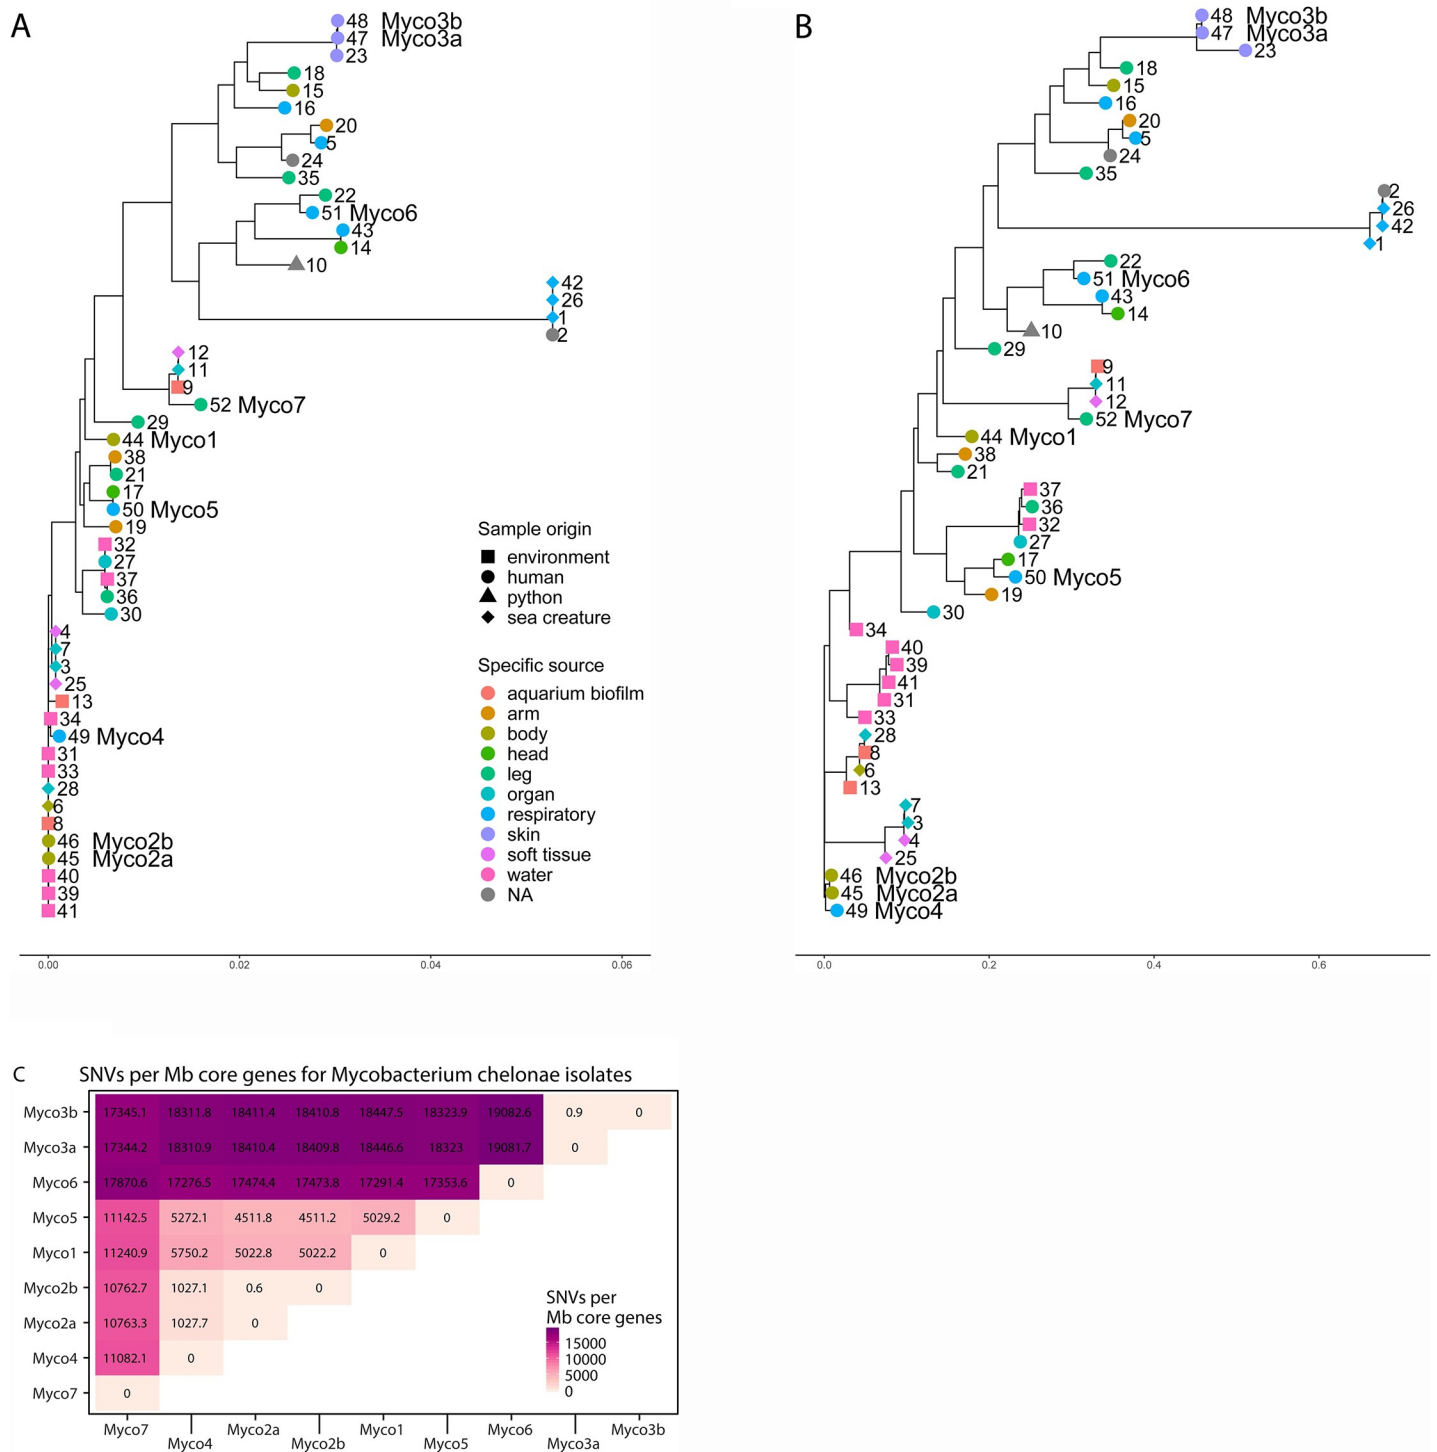 A
48 Myco3b
47 Myco3a
23
18
15
16
20
5
24
35
22
51 Myco6
43
14
10
42
26
1
2
12
11
9
52 Myco7
29
44 Myco1
38
21
17
50 Myco5
19
32
27
37
36
30
4
7
3
25
13
34
49 Myco4
31
33
28
6
8
46 Myco2b
45 Myco2a
40
39
41
0.00 0.02 0.04 0.06
Sample origin
environment
human
python
sea creature
Specific source
aquarium biofilm
arm
body
head
leg
organ
respiratory
skin
soft tissue
water
NA
B
48 Myco3b
47 Myco3a
23
18
15
16
20
5
24
35
2
26
42
1
22
51 Myco6
43
14
10
29
9
11
12
52 Myco7
44 Myco1
38
21
37
36
32
27
17
50 Myco5
19
30
34
40
39
41
31
33
28
8
6
13
7
3
4
25
46 Myco2b
45 Myco2a
49 Myco4
0.0 0.2 0.4 0.6
C SNVs per Mb core genes for Mycobacterium chelonae isolates
Myco3b 17345.1 18311.8 18411.4 18410.8 18447.5 18323.9 19082.6 0.9 0
Myco3a 17344.2 18310.9 18410.4 18409.8 18446.6 18323 19081.7 0
Myco6 17870.6 17276.5 17474.4 17473.8 17291.4 17353.6 0
Myco5 11142.5 5272.1 4511.8 4511.2 5029.2 0
Myco1 11240.9 5750.2 5022.8 5022.2 0
Myco2b 10762.7 1027.1 0.6 0
Myco2a 10763.3 1027.7 0
Myco4 11082.1 0
Myco7 0
SNVs per
Mb core genes
15000
10000
5000
0
Myco7 Myco4 Myco2a Myco2b Myco1 Myco5 Myco6 Myco3a Myco3b